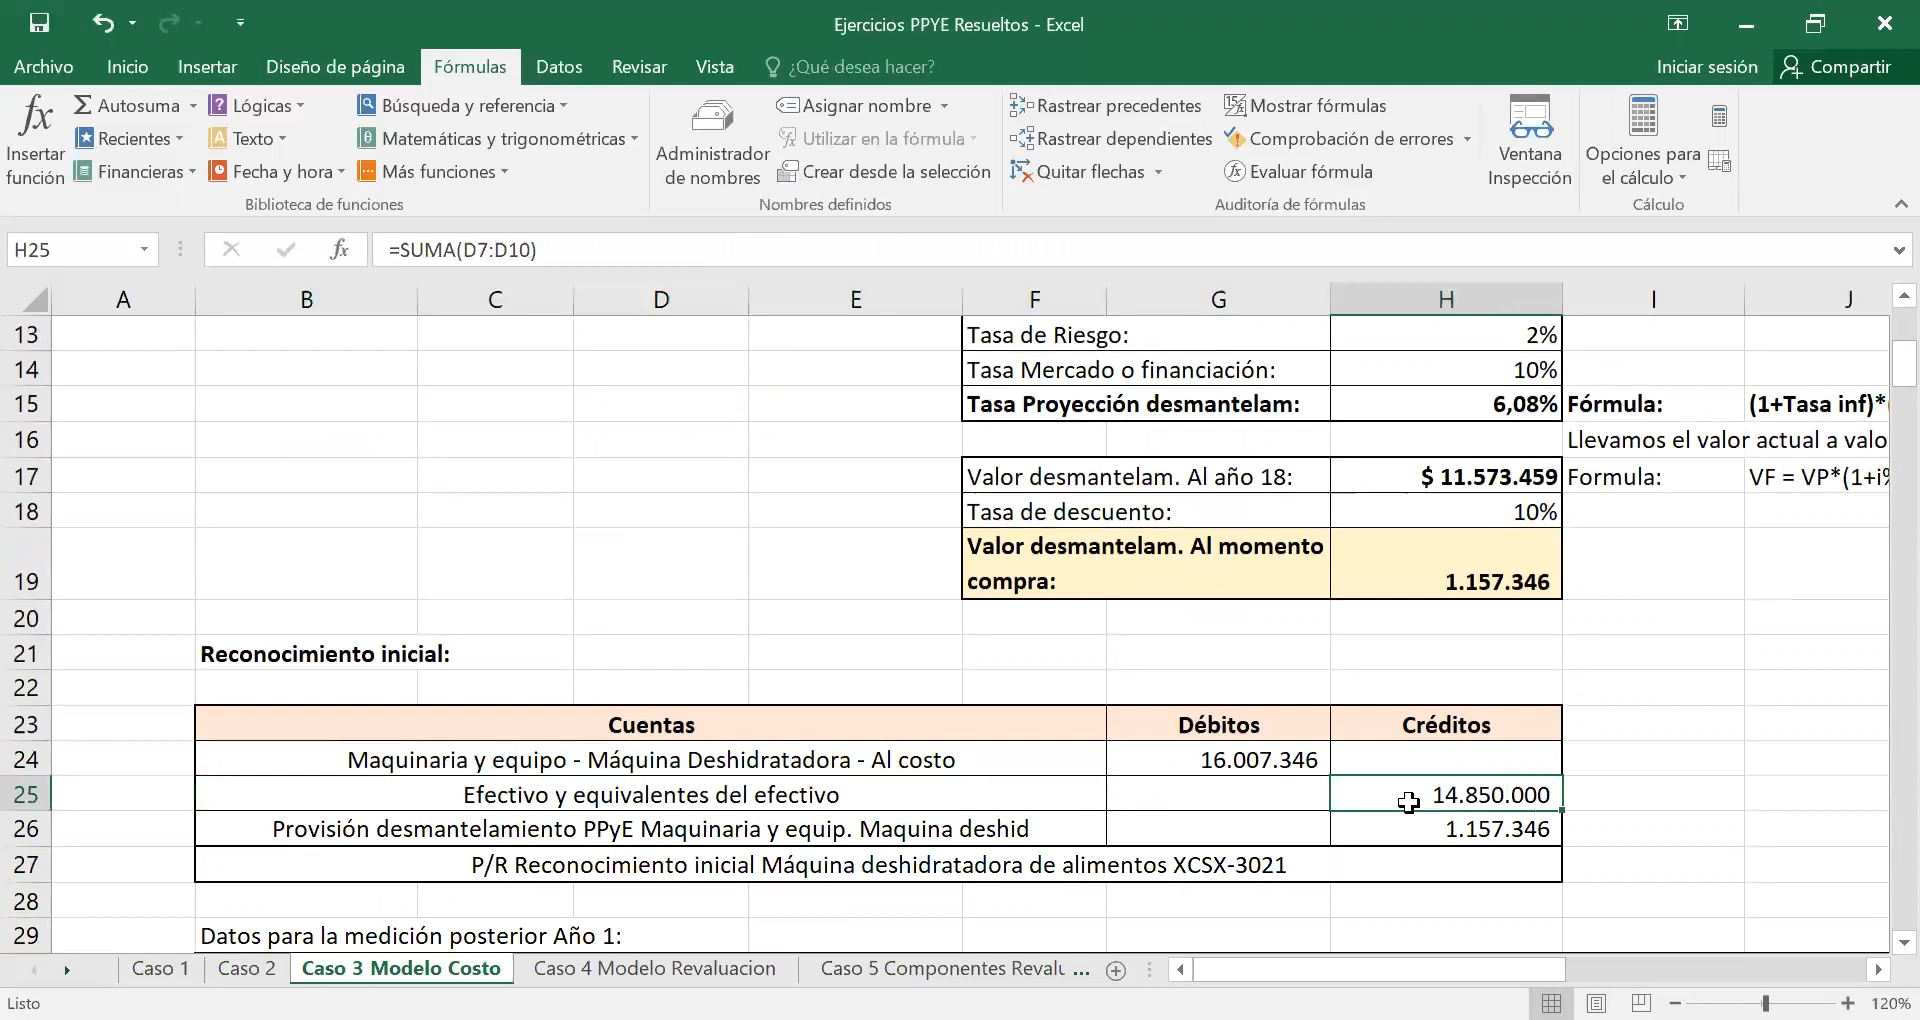 Ejercicios PPYE Resueltos - Excel
Archivo Inicio Insertar Diseño de página Fórmulas Datos Revisar Vista ¿Qué desea hacer? Iniciar sesión Compartir
Insertar función
Autosuma
Recientes
Financieras
Lógicas
Texto
Fecha y hora
Búsqueda y referencia
Matemáticas y trigonométricas
Más funciones
Biblioteca de funciones
Administrador de nombres
Asignar nombre
Utilizar en la fórmula
Crear desde la selección
Nombres definidos
Rastrear precedentes
Rastrear dependientes
Quitar flechas
Mostrar fórmulas
Comprobación de errores
Evaluar fórmula
Auditoría de fórmulas
Ventana Inspección
Opciones para el cálculo
Cálculo
H25 fx =SUMA(D7:D10)
A B C D E F G H I J
13 Tasa de Riesgo: 2%
14 Tasa Mercado o financiación: 10%
15 Tasa Proyección desmantelam: 6,08% Fórmula: (1+Tasa inf)*(
16 Llevamos el valor actual a valo
17 Valor desmantelam. Al año 18: $ 11.573.459 Formula: VF = VP*(1+i%
18 Tasa de descuento: 10%
Valor desmantelam. Al momento
19 compra: 1.157.346
20
21 Reconocimiento inicial:
22
23 Cuentas Débitos Créditos
24 Maquinaria y equipo - Máquina Deshidratadora - Al costo 16.007.346
25 Efectivo y equivalentes del efectivo 14.850.000
26 Provisión desmantelamiento PPyE Maquinaria y equip. Maquina deshid 1.157.346
27 P/R Reconocimiento inicial Máquina deshidratadora de alimentos XCSX-3021
28
29 Datos para la medición posterior Año 1:
Caso 1 Caso 2 Caso 3 Modelo Costo Caso 4 Modelo Revaluacion Caso 5 Componentes Revalu ...
Listo 120%